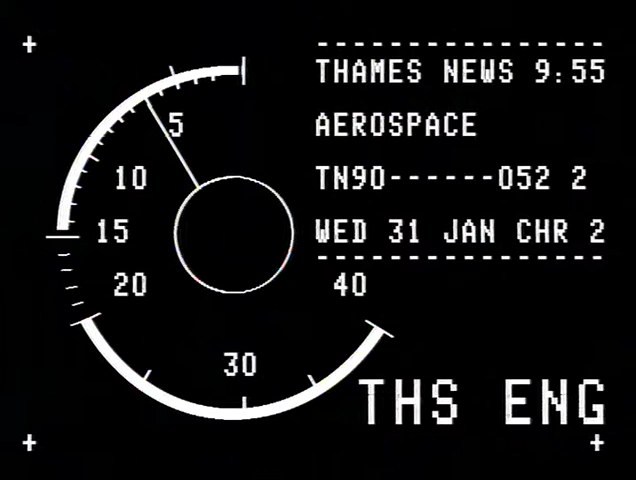 THAMES NEWS 9:55
AEROSPACE
TN90------052 2
WED 31 JAN CHR 2
5
10
15
20
30
40
THS ENG